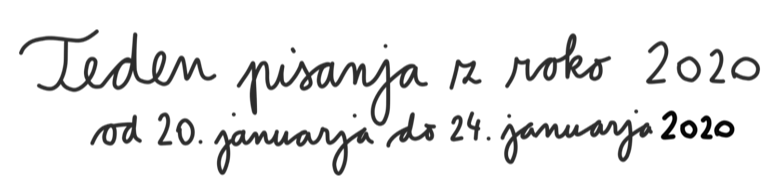 Teden pisanja z roko 2020
od 20. januarja do 24. januarja 2020